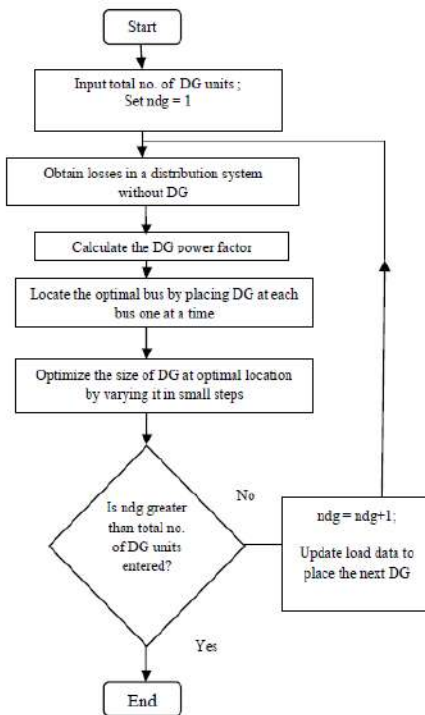 Start
Input total no. of DG units ;
Set ndg = 1
Obtain losses in a distribution system
without DG
Calculate the DG power factor
Locate the optimal bus by placing DG at each
bus one at a time
Optimize the size of DG at optimal location
by varying it in small steps
Is ndg greater
than total no.
of DG units
entered?
No
ndg = ndg+1;
Update load data to
place the next DG
Yes
End